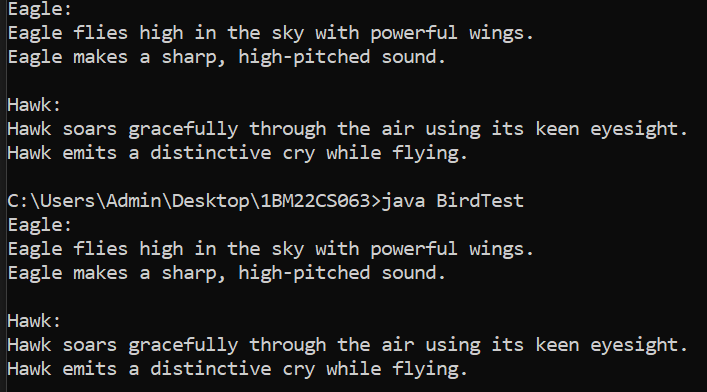 Eagle:
Eagle flies high in the sky with powerful wings.
Eagle makes a sharp, high-pitched sound.
Hawk:
Hawk soars gracefully through the air using its keen eyesight.
Hawk emits a distinctive cry while flying.
C:\Users\Admin\Desktop\1BM22CS063>java BirdTest
Eagle:
Eagle flies high in the sky with powerful wings.
Eagle makes a sharp, high-pitched sound.
Hawk:
Hawk soars gracefully through the air using its keen eyesight.
Hawk emits a distinctive cry while flying.